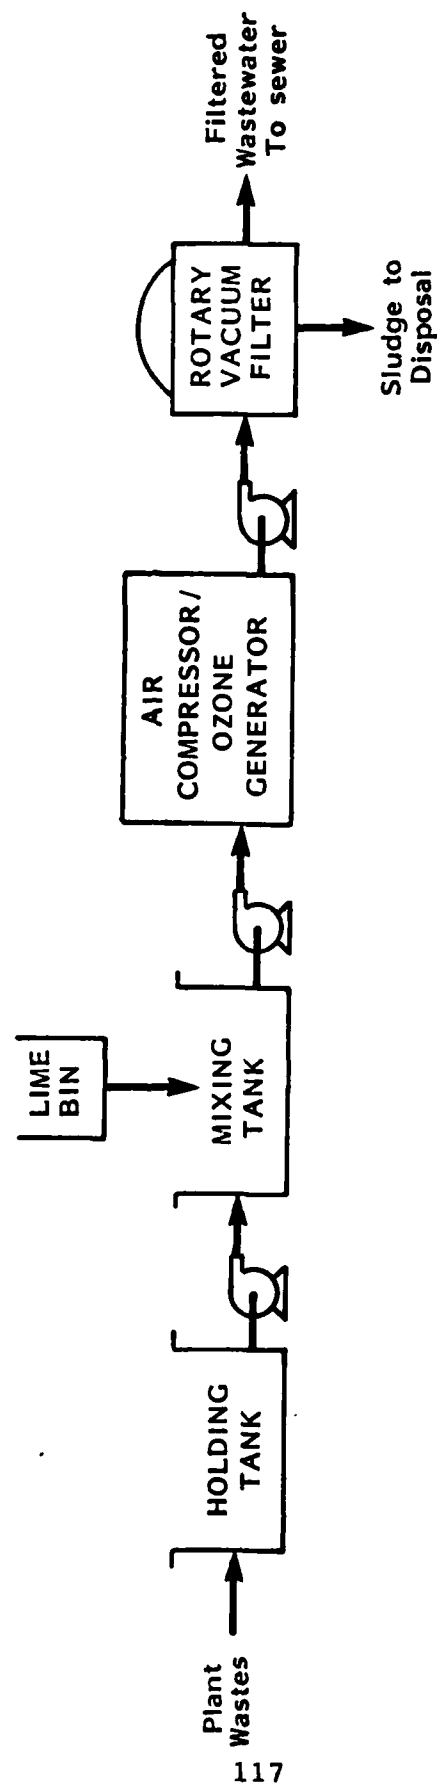 Plant
Wastes
HOLDING
TANK
LIME
BIN
MIXING
TANK
AIR
COMPRESSOR/
OZONE
GENERATOR
ROTARY
VACUUM
FILTER
Filtered
Wastewater
To sewer
Sludge to
Disposal
117